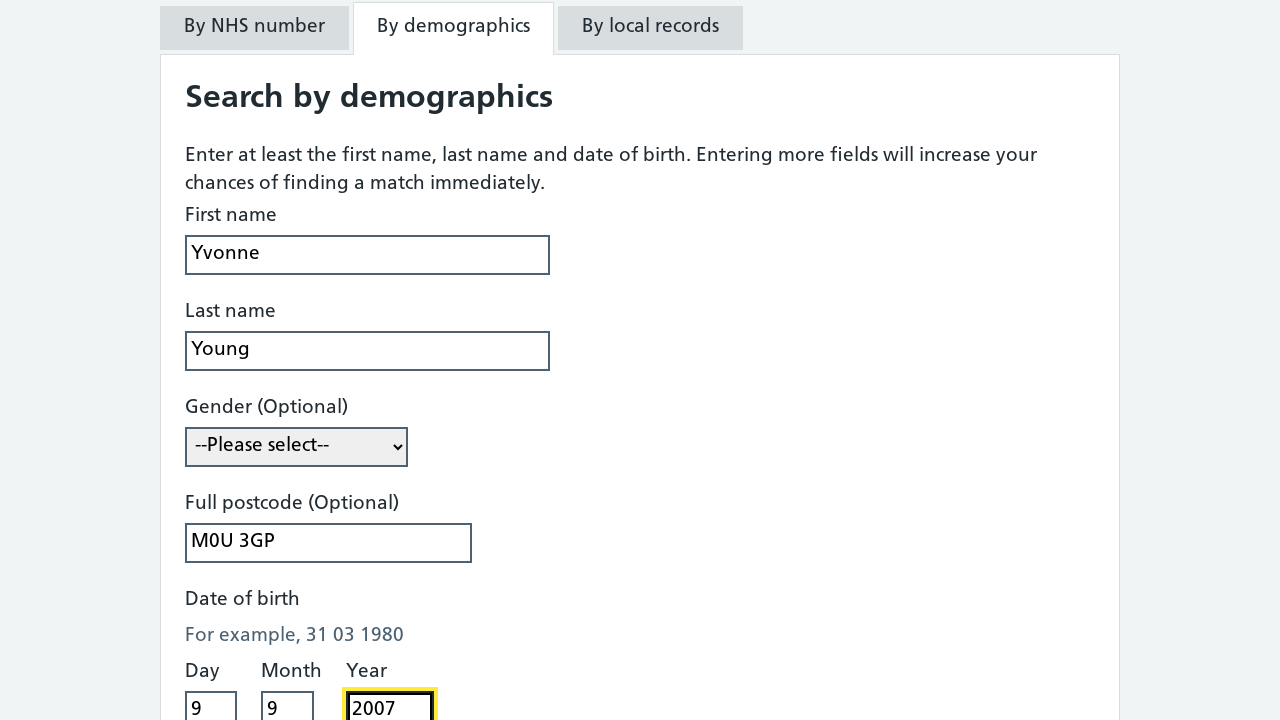 By NHS number
By demographics
By local records
Search by demographics
Enter at least the first name, last name and date of birth. Entering more fields will increase your
chances of finding a match immediately.
First name
Yvonne
Last name
Young
Gender (Optional)
--Please select--
Full postcode (Optional)
M0U 3GP
Date of birth
For example, 31 03 1980
Day Month Year
9 9 2007